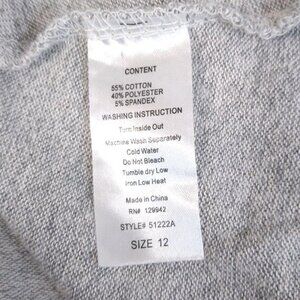 CONTENT
55% COTTON
40% POLYESTER
5% SPANDEX
WASHING INSTRUCTION
Turn Inside Out
Machine Wash Separately
Cold Water
Do Not Bleach
Tumble dry Low
Iron Low Heat
Made in China
RN# 129942
STYLE# 51222A
SIZE 12